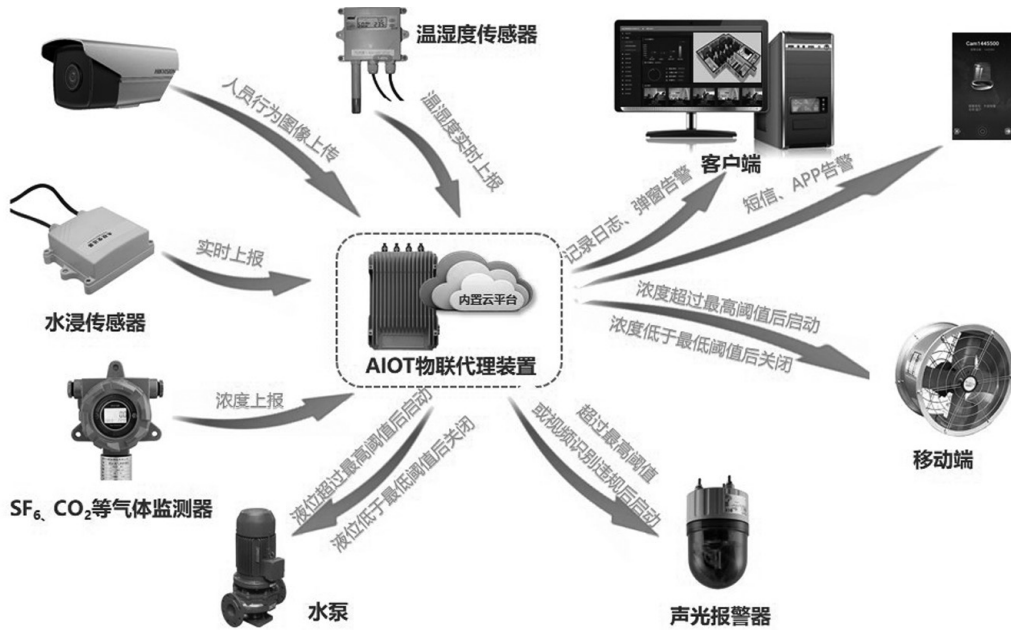 温湿度传感器
HIKVISION
人员行为图像上传
温湿度实时上报
Cam1445500
客户端
记录日志、弹窗告警
短信、APP告警
实时上报
水浸传感器
内置云平台
AIOT物联代理装置
浓度超过最高阈值后启动
浓度低于最低阈值后关闭
浓度上报
移动端
SF₆、CO₂等气体监测器
液位超过最高阈值后启动
液位低于最低阈值后关闭
超过最高阈值
或视频识别违规后启动
水泵
声光报警器